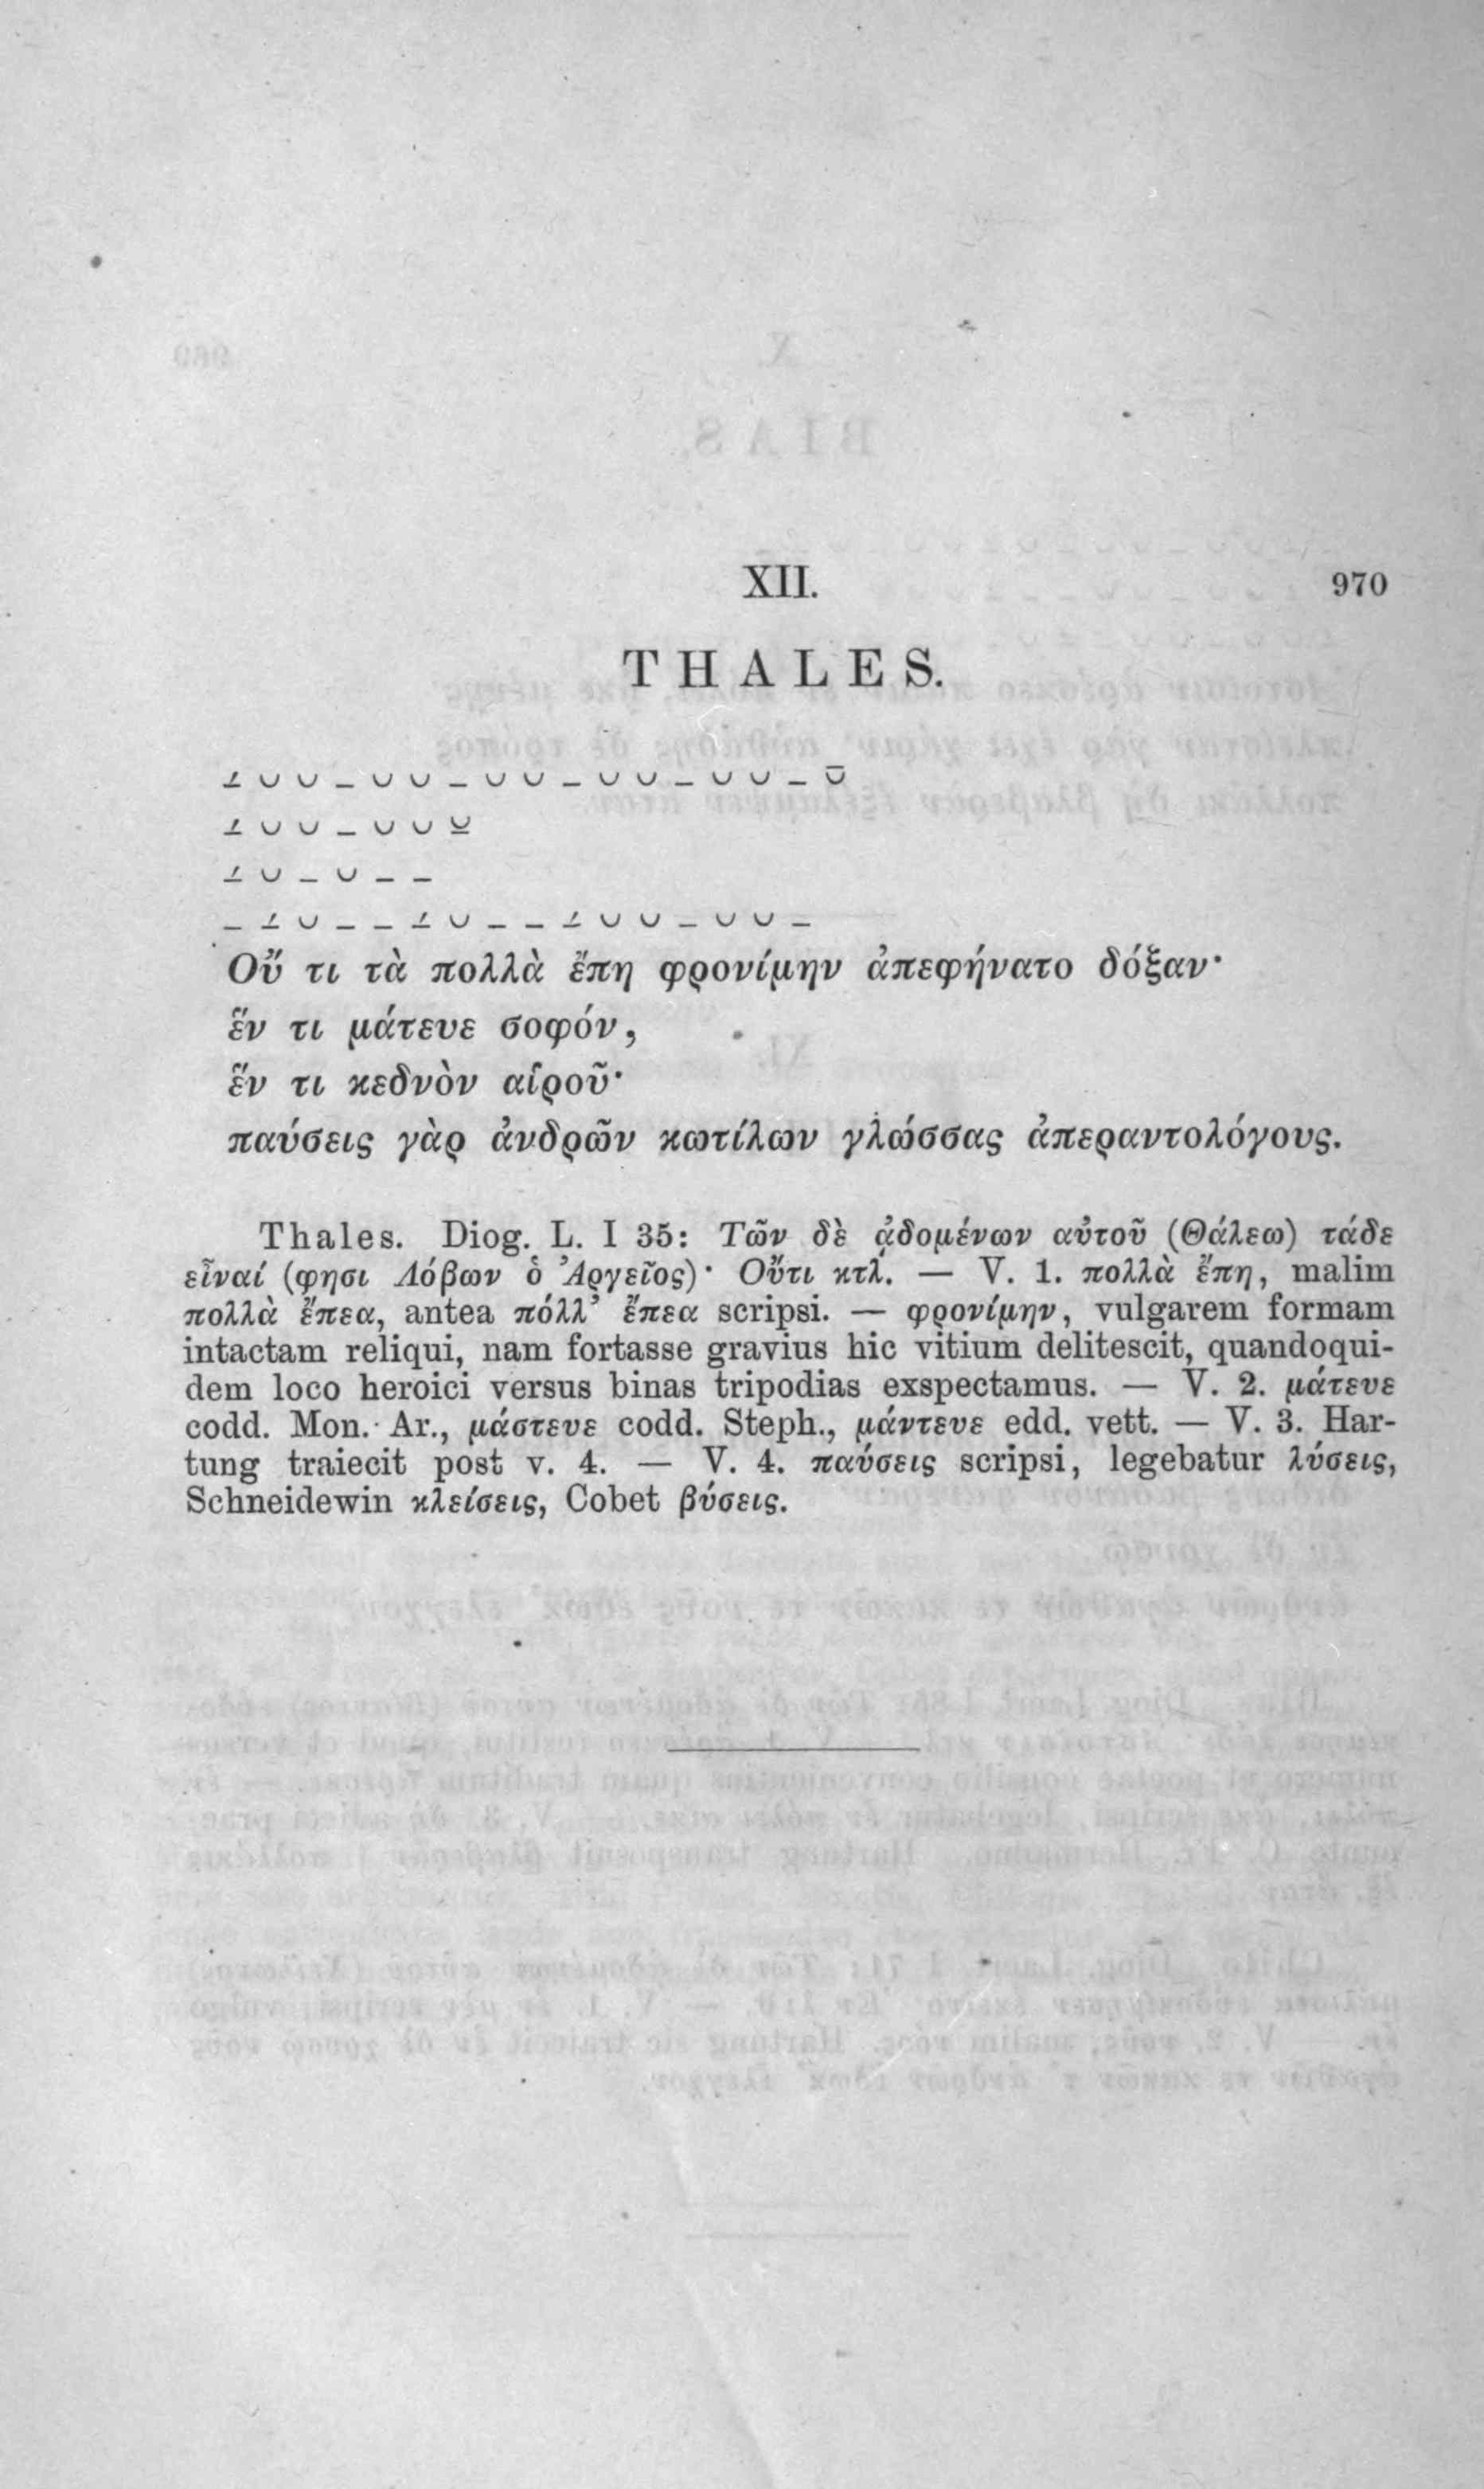 XII. 970
THALES.
– ⏑ ⏑ – ⏑ ⏑ – ⏑ ⏑ – ⏑ ⏑ – ⏑ ⏑ – ⏑
– ⏑ ⏑ – ⏑ ⏑ ⏑
– ⏑ – ⏑ – –
– – ⏑ – – – ⏑ – – – ⏑ ⏑ – ⏑ ⏑ –
Οὔ τι τὰ πολλὰ ἔπη φρονίμην ἀπεφήνατο δόξαν·
ἕν τι μάτευε σοφόν,
ἕν τι κεδνὸν αἱροῦ·
παύσεις γὰρ ἀνδρῶν κωτίλων γλώσσας ἀπεραντολόγους.
Thales. Diog. L. I 35: Τῶν δὲ ᾀδομένων αὐτοῦ (Θάλεω) τάδε
εἶναί (φησι Λόβων ὁ Ἀργεῖος)· Οὔτι κτλ. — V. 1. πολλὰ ἔπη, malim
πολλὰ ἔπεα, antea πόλλ’ ἔπεα scripsi. — φρονίμην, vulgarem formam
intactam reliqui, nam fortasse gravius hic vitium delitescit, quandoqui-
dem loco heroici versus binas tripodias exspectamus. — V. 2. μάτευε
codd. Mon. Ar., μάστευε codd. Steph., μάντευε edd. vett. — V. 3. Har-
tung traiecit post v. 4. — V. 4. παύσεις scripsi, legebatur λύσεις,
Schneidewin κλείσεις, Cobet βύσεις.